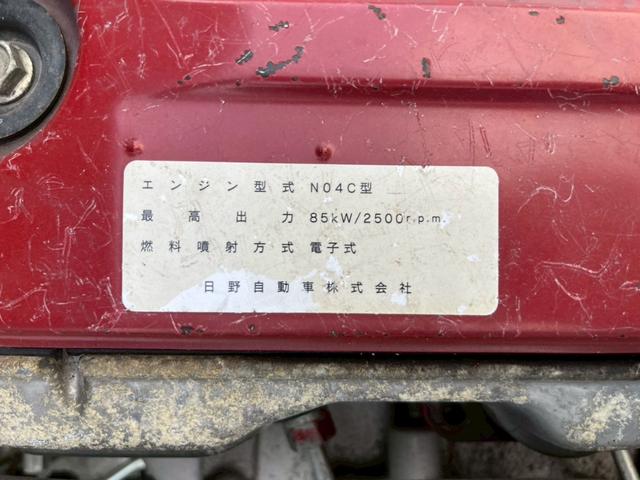 エンジン型式 N04C型
最高出力 85kW/2500r.p.m.
燃料噴射方式 電子式
日野自動車株式会社